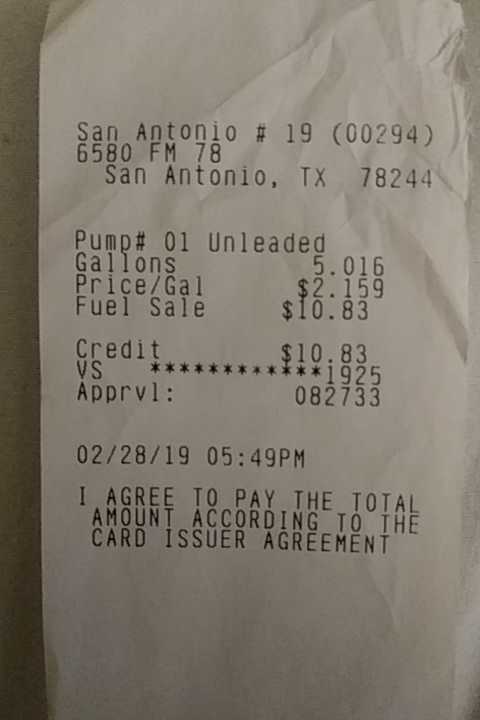 San Antonio # 19 (00294)
6580 FM 78
San Antonio, TX 78244
Pump# 01 Unleaded
Gallons 5.016
Price/Gal $2.159
Fuel Sale $10.83
Credit $10.83
VS ************1925
Apprvl: 082733
02/28/19 05:49PM
I AGREE TO PAY THE TOTAL
AMOUNT ACCORDING TO THE
CARD ISSUER AGREEMENT